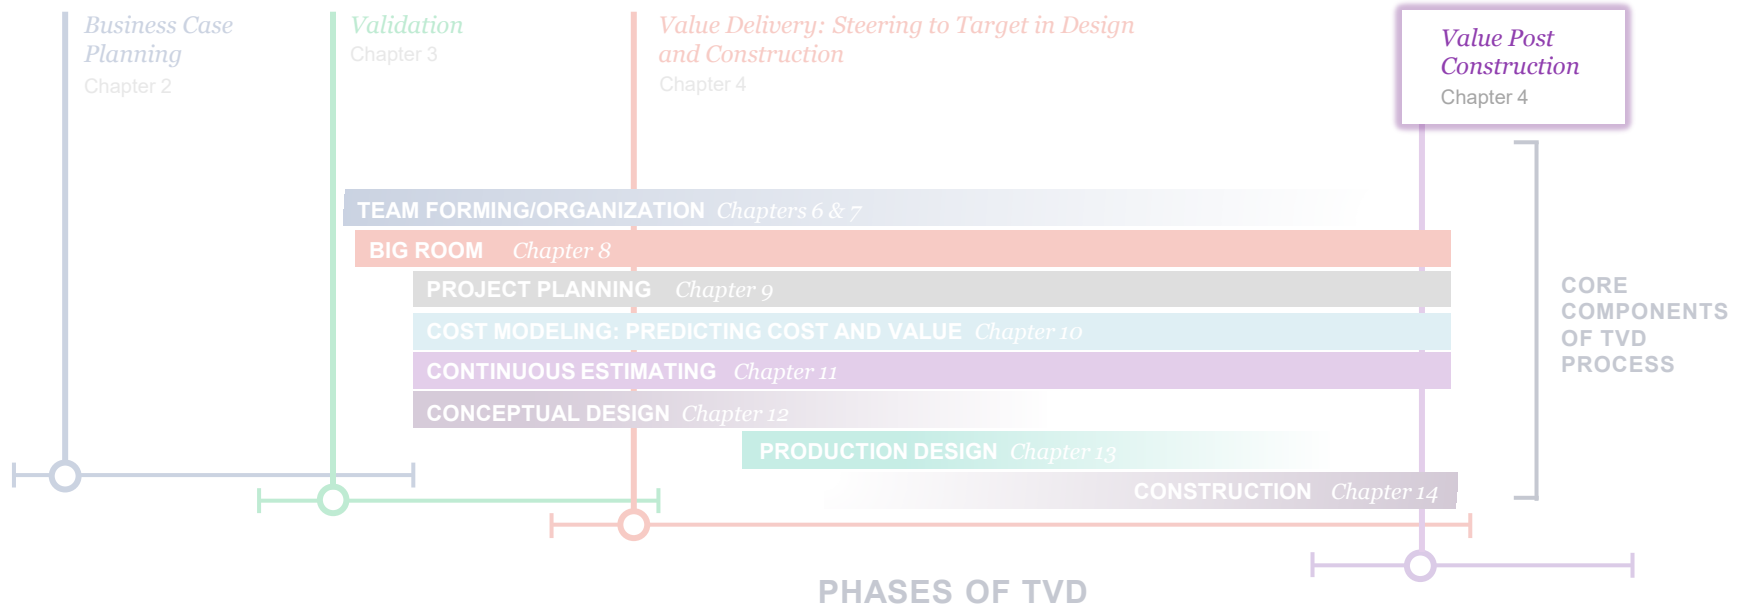 Business Case
Planning
Chapter 2
Validation
Chapter 3
Value Delivery: Steering to Target in Design
and Construction
Chapter 4
Value Post
Construction
Chapter 4
TEAM FORMING/ORGANIZATION Chapters 6 & 7
BIG ROOM Chapter 8
PROJECT PLANNING Chapter 9
COST MODELING: PREDICTING COST AND VALUE Chapter 10
CONTINUOUS ESTIMATING Chapter 11
CONCEPTUAL DESIGN Chapter 12
PRODUCTION DESIGN Chapter 13
CONSTRUCTION Chapter 14
CORE
COMPONENTS
OF TVD
PROCESS
PHASES OF TVD